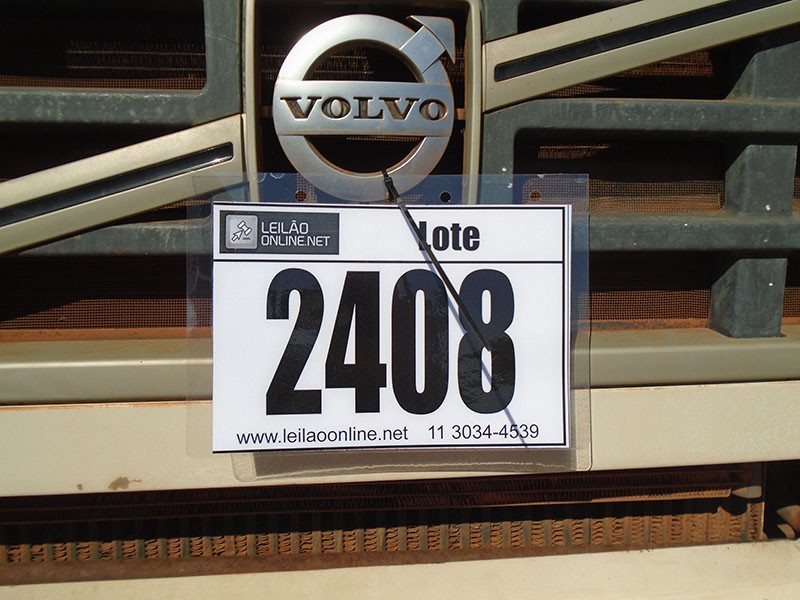 VOLVO
LEILÃO
ONLINE.NET
Lote
2408
www.leilaoonline.net 11 3034-4539